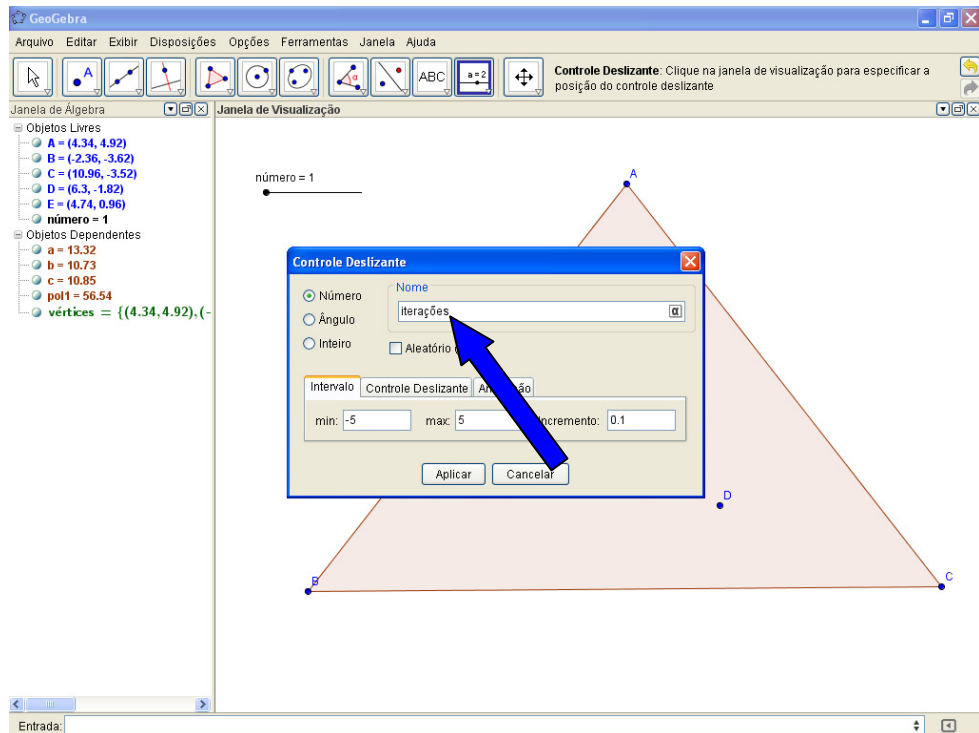 GeoGebra
Arquivo Editar Exibir Disposições Opções Ferramentas Janela Ajuda
A
α
ABC
a=2
Controle Deslizante: Clique na janela de visualização para especificar a
posição do controle deslizante
Janela de Álgebra
Janela de Visualização
Objetos Livres
A = (4.34, 4.92)
B = (-2.36, -3.62)
C = (10.96, -3.52)
D = (6.3, -1.82)
E = (4.74, 0.96)
número = 1
Objetos Dependentes
a = 13.32
b = 10.73
c = 10.85
pol1 = 56.54
vértices = {(4.34,4.92),(-
número = 1
A
Controle Deslizante
Número
Ângulo
Inteiro
Nome
iterações
α
Aleatório
Intervalo Controle Deslizante
min: -5 max: 5 Incremento: 0.1
Aplicar Cancelar
D
B
C
Entrada: